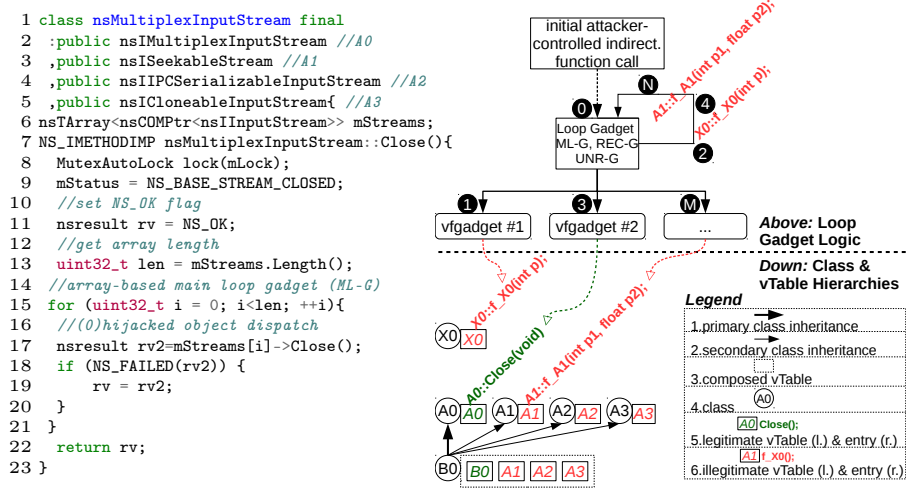 1 class nsMultiplexInputStream final
2 :public nsIMultiplexInputStream //A0
3 ,public nsISeekableStream //A1
4 ,public nsIIPCSerializableInputStream //A2
5 ,public nsICloneableInputStream{ //A3
6 nsTArray<nsCOMPtr<nsIInputStream>> mStreams;
7 NS_IMETHODIMP nsMultiplexInputStream::Close(){
8 MutexAutoLock lock(mLock);
9 mStatus = NS_BASE_STREAM_CLOSED;
10 //set NS_OK flag
11 nsresult rv = NS_OK;
12 //get array length
13 uint32_t len = mStreams.Length();
14 //array-based main loop gadget (ML-G)
15 for (uint32_t i = 0; i<len; ++i){
16 //(0)hijacked object dispatch
17 nsresult rv2=mStreams[i]->Close();
18 if (NS_FAILED(rv2)) {
19 rv = rv2;
20 }
21 }
22 return rv;
23 }
initial attacker-
controlled indirect.
function call
N
A1::f_A1(int p1, float p2);
4
X0::f_X0(int p);
0
Loop Gadget
ML-G, REC-G
UNR-G
2
1
3
M
vfgadget #1
vfgadget #2
...
Above: Loop
Gadget Logic
Down: Class &
vTable Hierarchies
X0::f_X0(int p);
A0::Close(void)
A1::f_A1(int p1, float p2);
X0 X0
A0 A0 A1 A1 A2 A2 A3 A3
B0 B0 A1 A2 A3
Legend
1.primary class inheritance
2.secondary class inheritance
3.composed vTable
4.class A0
A0 Close();
5.legitimate vTable (l.) & entry (r.)
A1 f_X0();
6.illegitimate vTable (l.) & entry (r.)